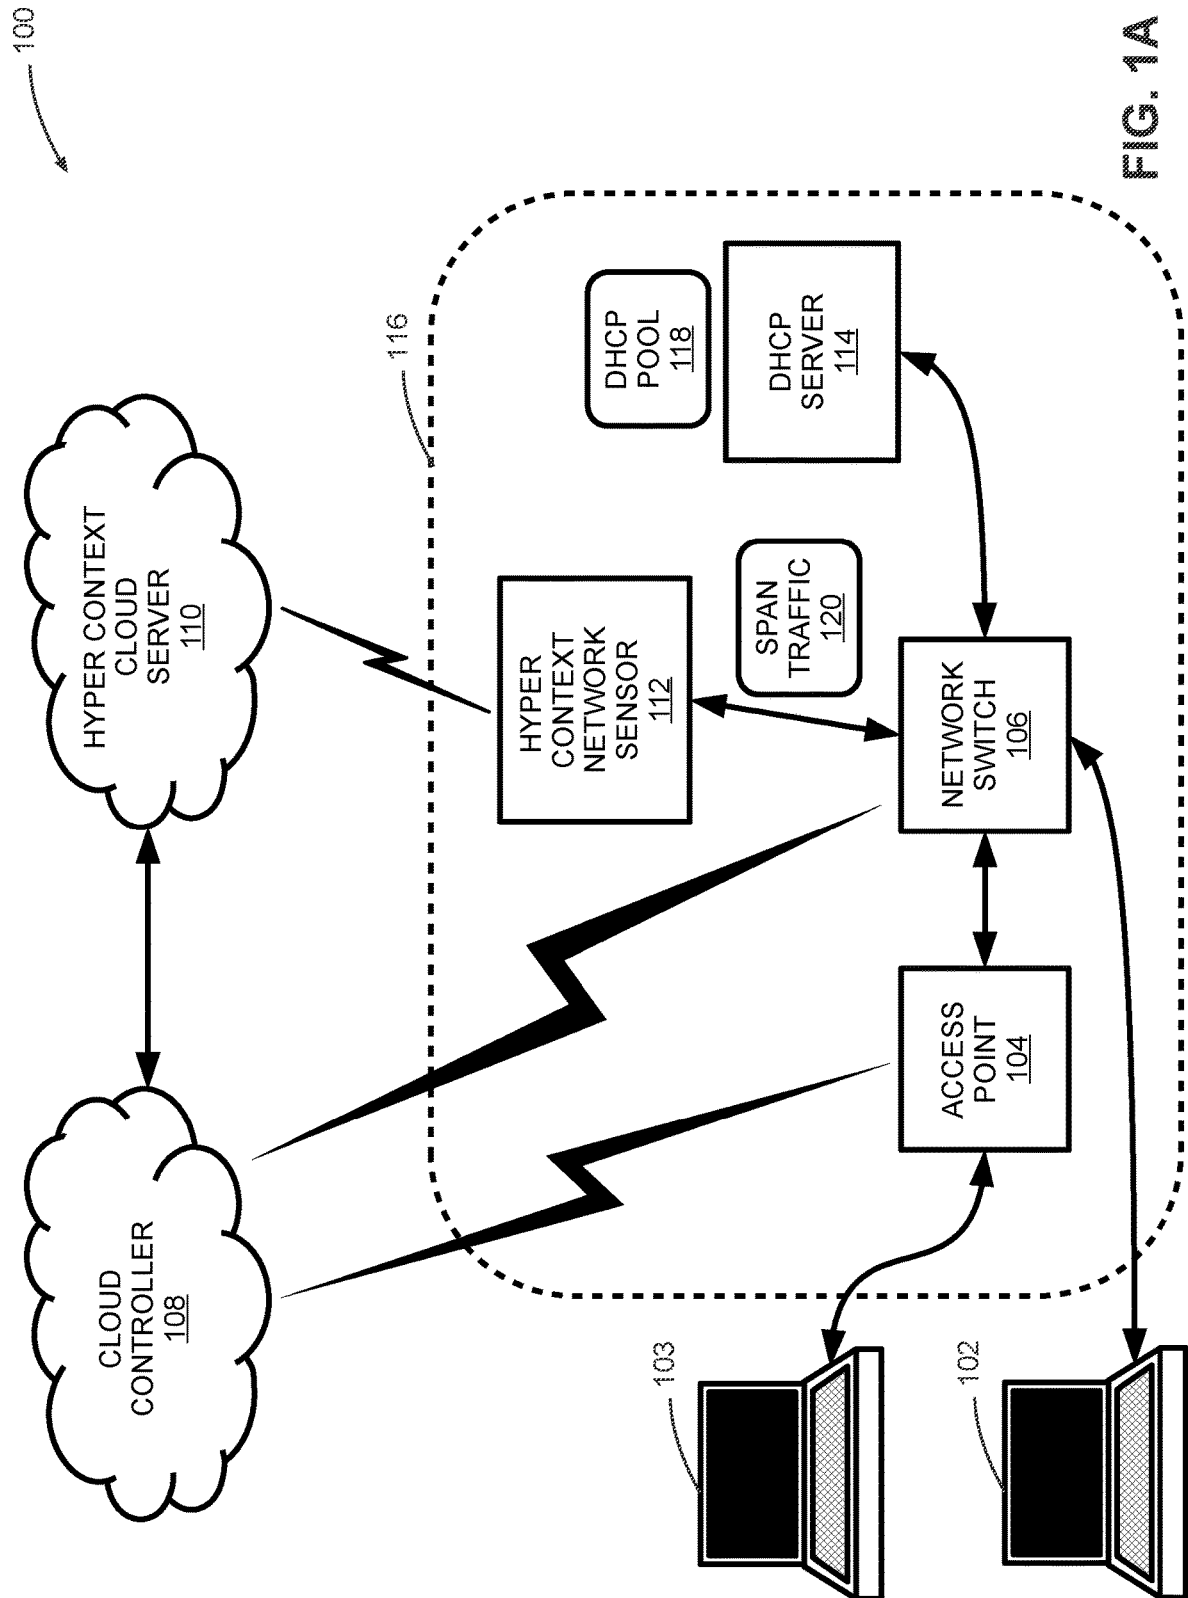 100
CLOUD
CONTROLLER
108
HYPER CONTEXT
CLOUD
SERVER
110
116
HYPER
CONTEXT
NETWORK
SENSOR
112
DHCP
POOL
118
DHCP
SERVER
114
SPAN
TRAFFIC
120
103
ACCESS
POINT
104
NETWORK
SWITCH
106
102
FIG. 1A